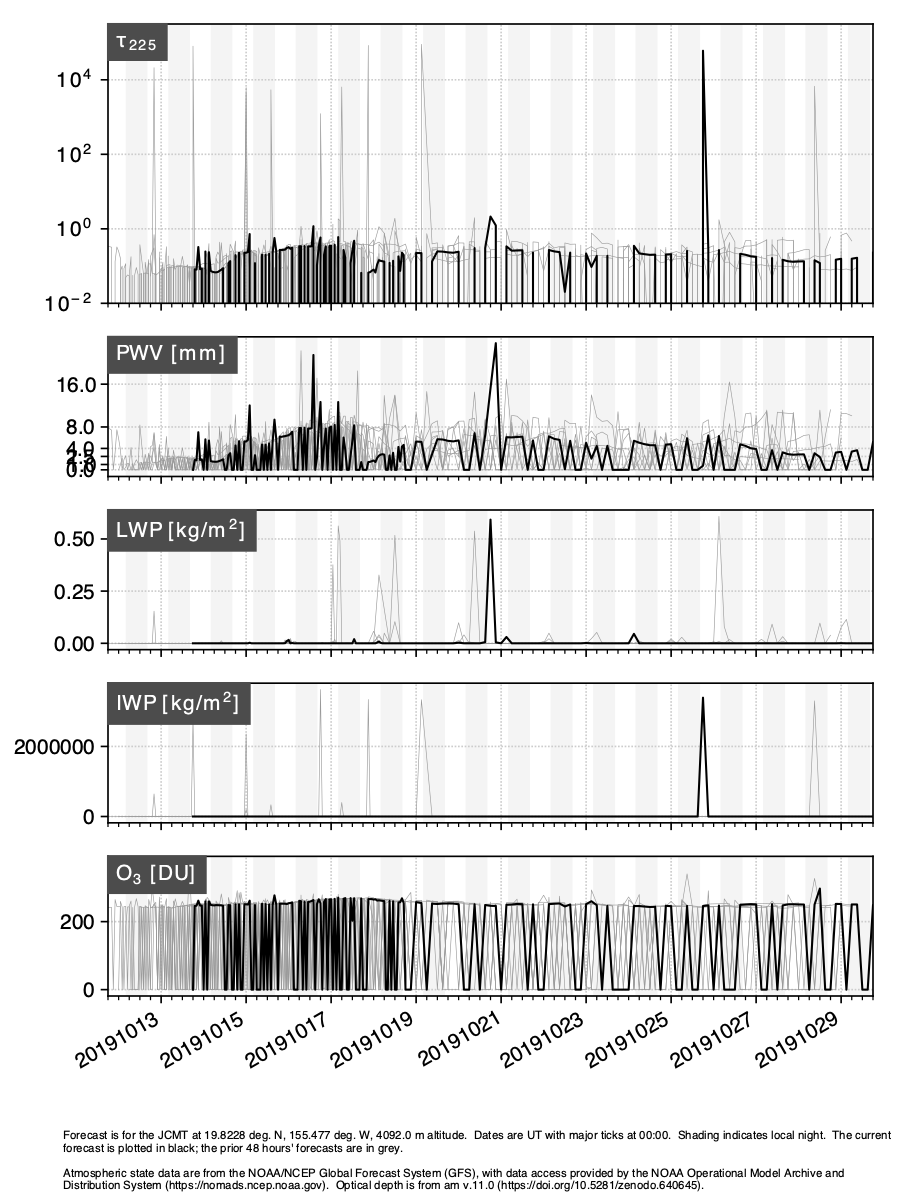 τ225
10⁴
10²
10⁰
10⁻²
PWV [mm]
16.0
8.0
4.0
0.0
LWP [kg/m²]
0.50
0.25
0.00
IWP [kg/m²]
2000000
0
O₃ [DU]
200
0
20191013 20191015 20191017 20191019 20191021 20191023 20191025 20191027 20191029
Forecast is for the JCMT at 19.8228 deg. N, 155.477 deg. W, 4092.0 m altitude. Dates are UT with major ticks at 00:00. Shading indicates local night. The current
forecast is plotted in black; the prior 48 hours' forecasts are in grey.
Atmospheric state data are from the NOAA/NCEP Global Forecast System (GFS), with data access provided by the NOAA Operational Model Archive and
Distribution System (https://nomads.ncep.noaa.gov). Optical depth is from am v.11.0 (https://doi.org/10.5281/zenodo.640645).